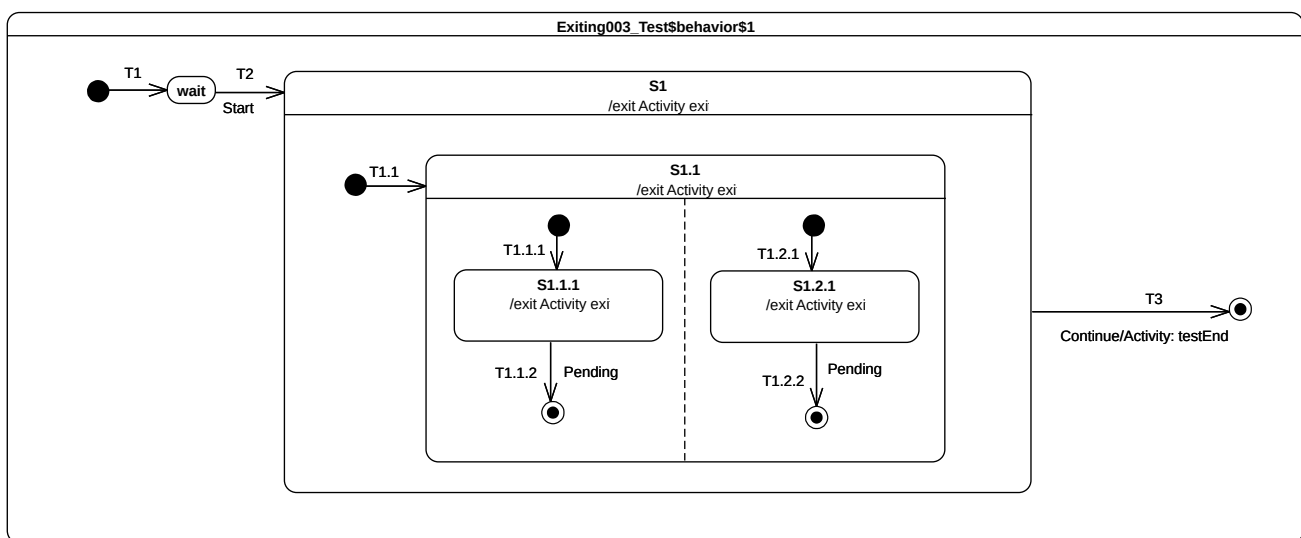 Exiting003_Test$behavior$1
T1
T2
wait
Start
S1
/exit Activity exi
T1.1
S1.1
/exit Activity exi
T1.1.1
T1.2.1
S1.1.1
/exit Activity exi
S1.2.1
/exit Activity exi
T3
Continue/Activity: testEnd
T1.1.2
Pending
T1.2.2
Pending